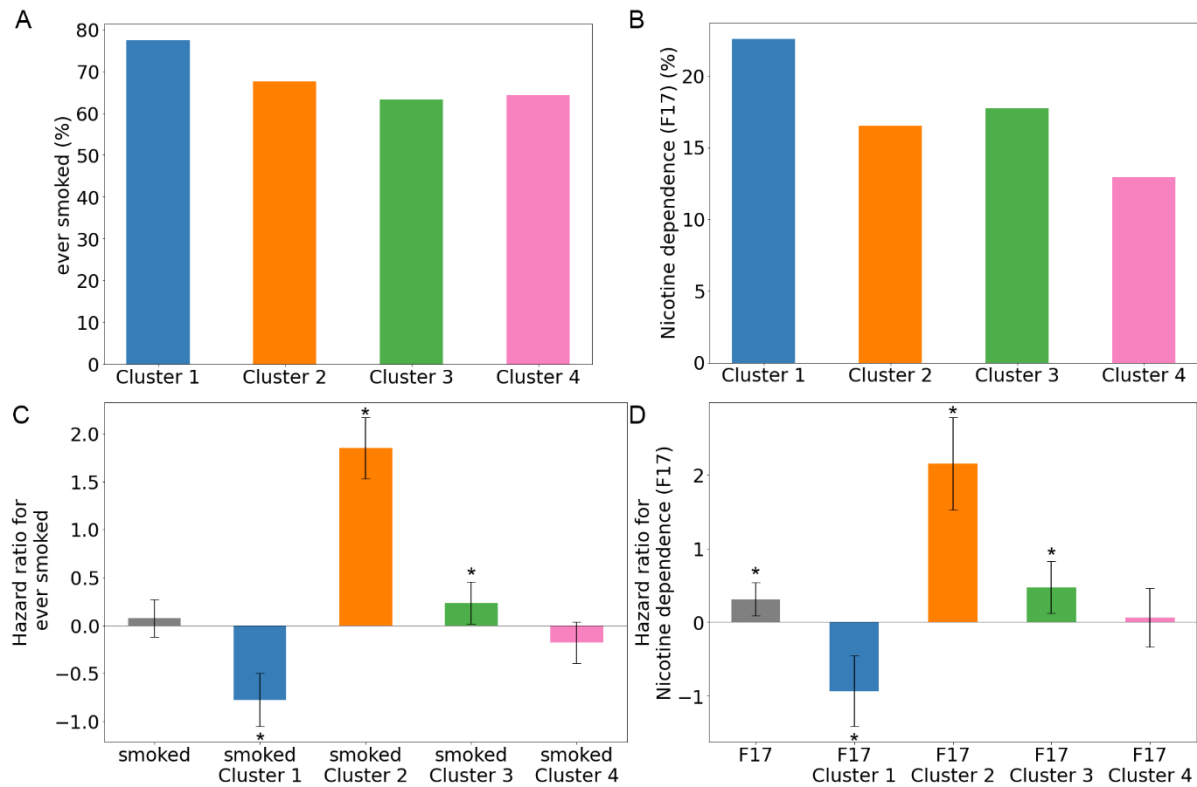 A
ever smoked (%)
80
70
60
50
40
30
20
10
0
Cluster 1 Cluster 2 Cluster 3 Cluster 4
B
Nicotine dependence (F17) (%)
20
15
10
5
0
Cluster 1 Cluster 2 Cluster 3 Cluster 4
C
Hazard ratio for
ever smoked
2.0
1.5
1.0
0.5
0.0
−0.5
−1.0
*
*
*
smoked smoked smoked smoked smoked
Cluster 1 Cluster 2 Cluster 3 Cluster 4
D
Hazard ratio for
Nicotine dependence (F17)
2
1
0
−1
*
*
*
*
F17 F17 F17 F17 F17
Cluster 1 Cluster 2 Cluster 3 Cluster 4